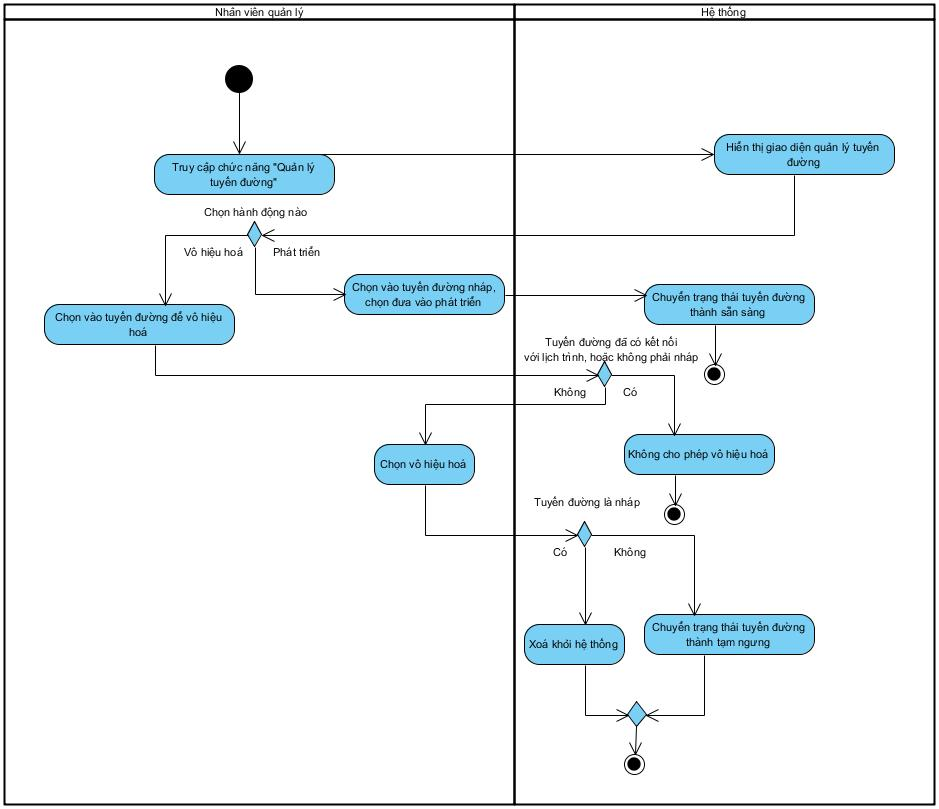 Nhân viên quản lý
Hệ thống
Truy cập chức năng "Quản lý
tuyến đường"
Hiển thị giao diện quản lý tuyến
đường
Chọn hành động nào
Vô hiệu hoá
Phát triển
Chọn vào tuyến đường nháp,
chọn đưa vào phát triển
Chuyển trạng thái tuyến đường
thành sẵn sàng
Chọn vào tuyến đường để vô hiệu
hoá
Tuyến đường đã có kết nối
với lịch trình, hoặc không phải nháp
Không
Có
Chọn vô hiệu hoá
Không cho phép vô hiệu hoá
Tuyến đường là nháp
Có
Không
Xoá khỏi hệ thống
Chuyển trạng thái tuyến đường
thành tạm ngưng